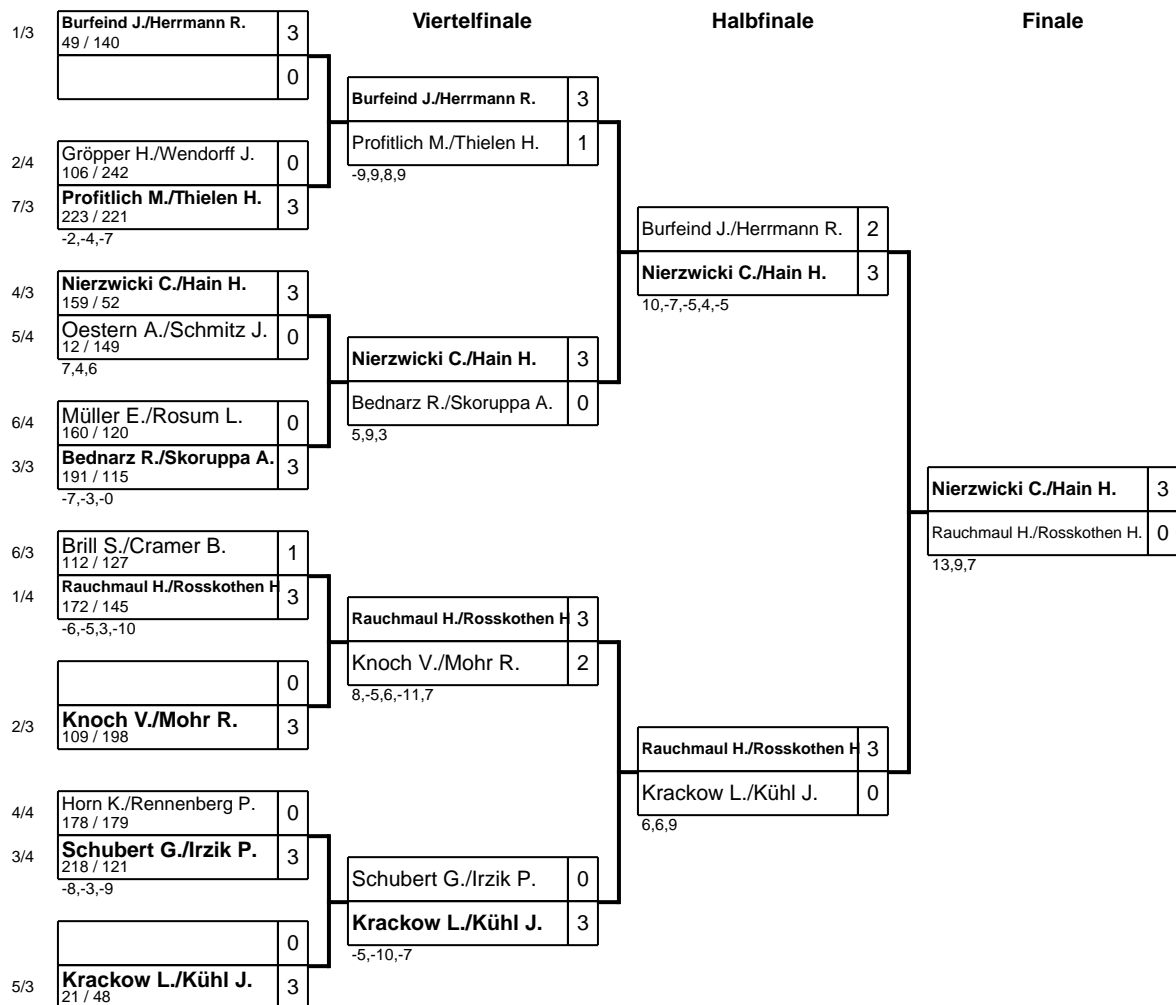 Viertelfinale
Halbfinale
Finale
1/3
Burfeind J./Herrmann R.
3
49 / 140
0
2/4
Gröpper H./Wendorff J.
0
106 / 242
7/3
Profitlich M./Thielen H.
3
223 / 221
-2,-4,-7
4/3
Nierzwicki C./Hain H.
3
159 / 52
5/4
Oestern A./Schmitz J.
0
12 / 149
7,4,6
6/4
Müller E./Rosum L.
0
160 / 120
3/3
Bednarz R./Skoruppa A.
3
191 / 115
-7,-3,-0
6/3
Brill S./Cramer B.
1
112 / 127
1/4
Rauchmaul H./Rosskothen H
3
172 / 145
-6,-5,3,-10
0
2/3
Knoch V./Mohr R.
3
109 / 198
4/4
Horn K./Rennenberg P.
0
178 / 179
3/4
Schubert G./Irzik P.
3
218 / 121
-8,-3,-9
0
5/3
Krackow L./Kühl J.
3
21 / 48
Burfeind J./Herrmann R.
3
Profitlich M./Thielen H.
1
-9,9,8,9
Nierzwicki C./Hain H.
3
Bednarz R./Skoruppa A.
0
5,9,3
Rauchmaul H./Rosskothen H
3
Knoch V./Mohr R.
2
8,-5,6,-11,7
Schubert G./Irzik P.
0
Krackow L./Kühl J.
3
-5,-10,-7
Burfeind J./Herrmann R.
2
Nierzwicki C./Hain H.
3
10,-7,-5,4,-5
Rauchmaul H./Rosskothen H
3
Krackow L./Kühl J.
0
6,6,9
Nierzwicki C./Hain H.
3
Rauchmaul H./Rosskothen H.
0
13,9,7